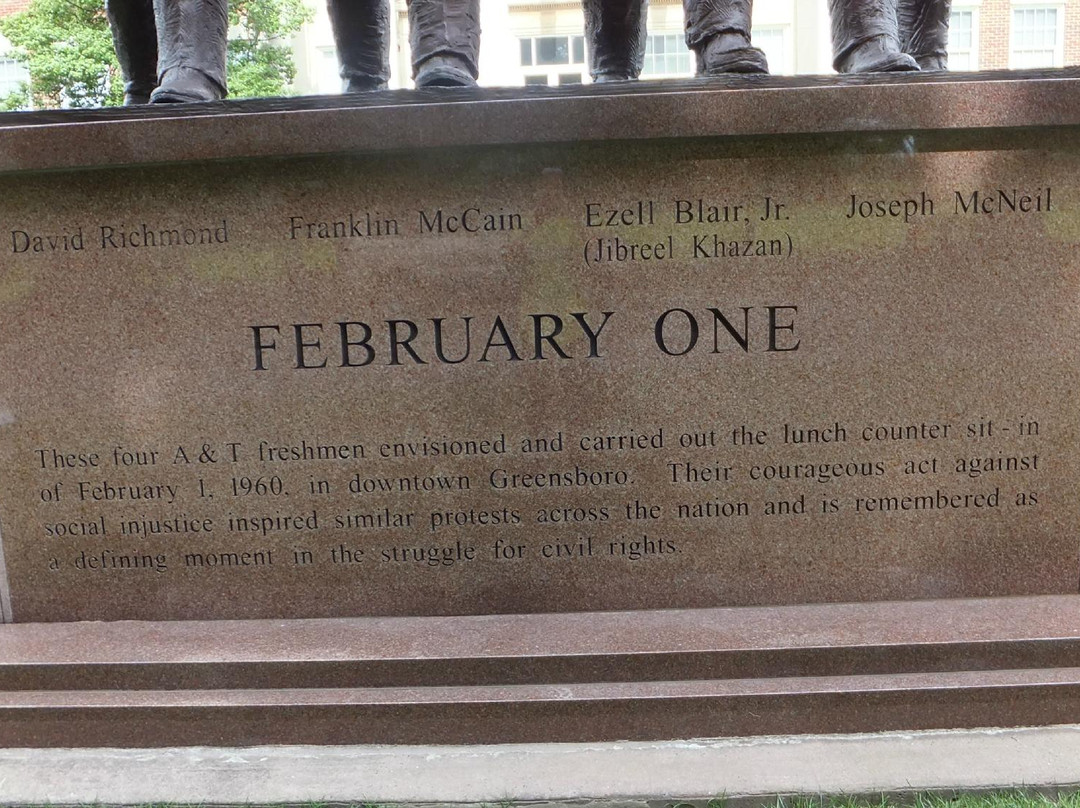 David Richmond Franklin McCain Ezell Blair, Jr. Joseph McNeil
(Jibreel Khazan)
FEBRUARY ONE
These four A & T freshmen envisioned and carried out the lunch counter sit - in
of February 1, 1960, in downtown Greensboro. Their courageous act against
social injustice inspired similar protests across the nation and is remembered as
a defining moment in the struggle for civil rights.